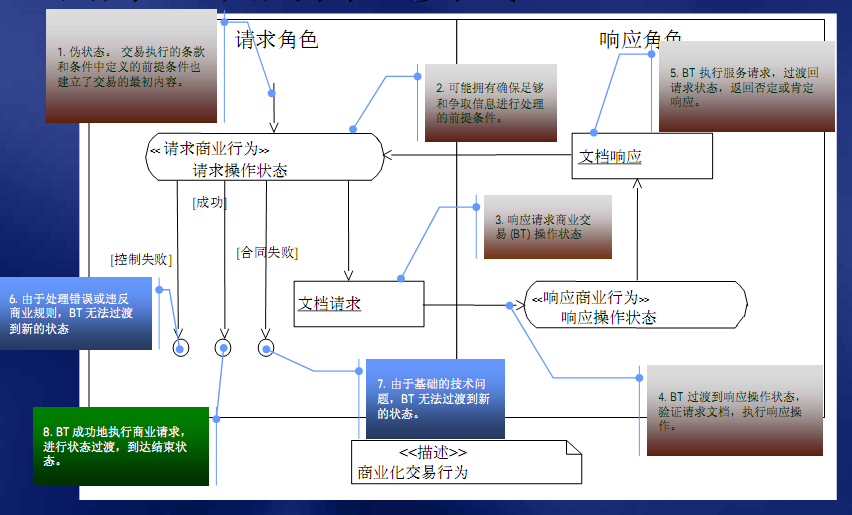 请求角色
响应角色
1. 伪状态。 交易执行的条款
和条件中定义的前提条件也
建立了交易的最初内容。
2. 可能拥有确保足够
和争取信息进行处理
的前提条件。
5. BT 执行服务请求，过渡回
请求状态，返回否定或肯定
响应。
<<请求商业行为>>
请求操作状态
文档响应
[成功]
3. 响应请求商业交
易 (BT) 操作状态
[控制失败]
[合同失败]
6. 由于处理错误或违反
商业规则，BT 无法过渡
到新的状态
文档请求
<<响应商业行为>>
响应操作状态
7. 由于基础的技术问
题，BT 无法过渡到新
的状态。
4. BT 过渡到响应操作状态，
验证请求文档，执行响应操
作。
8. BT 成功地执行商业请求，
进行状态过渡，到达结束状
态。
<<描述>>
商业化交易行为